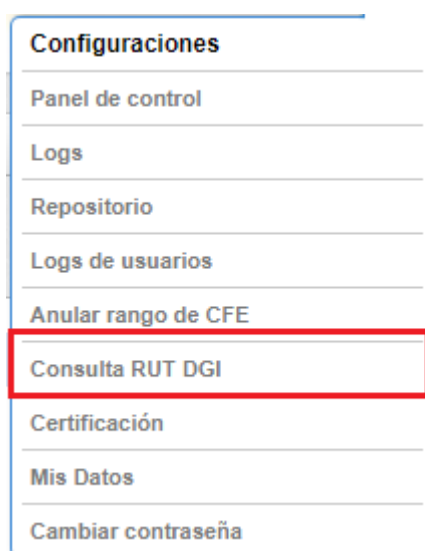 Configuraciones
Panel de control
Logs
Repositorio
Logs de usuarios
Anular rango de CFE
Consulta RUT DGI
Certificación
Mis Datos
Cambiar contraseña